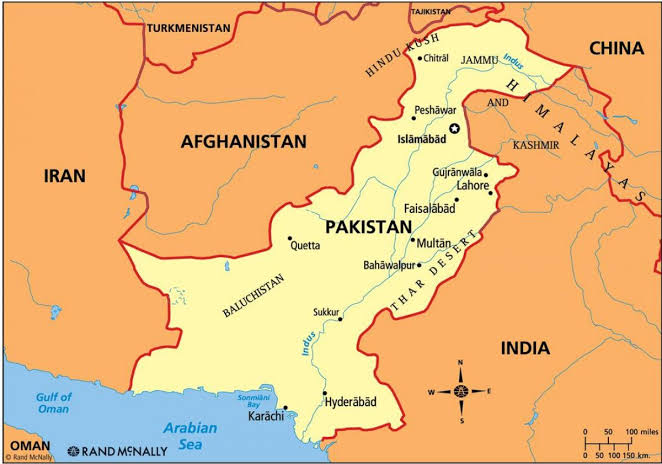 TAJIKISTAN
TURKMENISTAN
CHINA
HINDU KUSH
Chitrāl
JAMMU
Indus
HIMALAYAS
AND
Peshāwar
Islāmābād
KASHMIR
AFGHANISTAN
IRAN
Gujrānwāla
Lahore
Faisalābād
PAKISTAN
Quetta
Multān
Bahāwalpur
THAR DESERT
BALUCHISTAN
Sukkur
Indus
INDIA
N
W
E
S
Gulf of
Oman
Sonmiāni
Bay
Hyderābād
Karāchi
Arabian
Sea
OMAN
© Rand McNally
RAND McNALLY
0 50 100 miles
0 50 100 150 km.